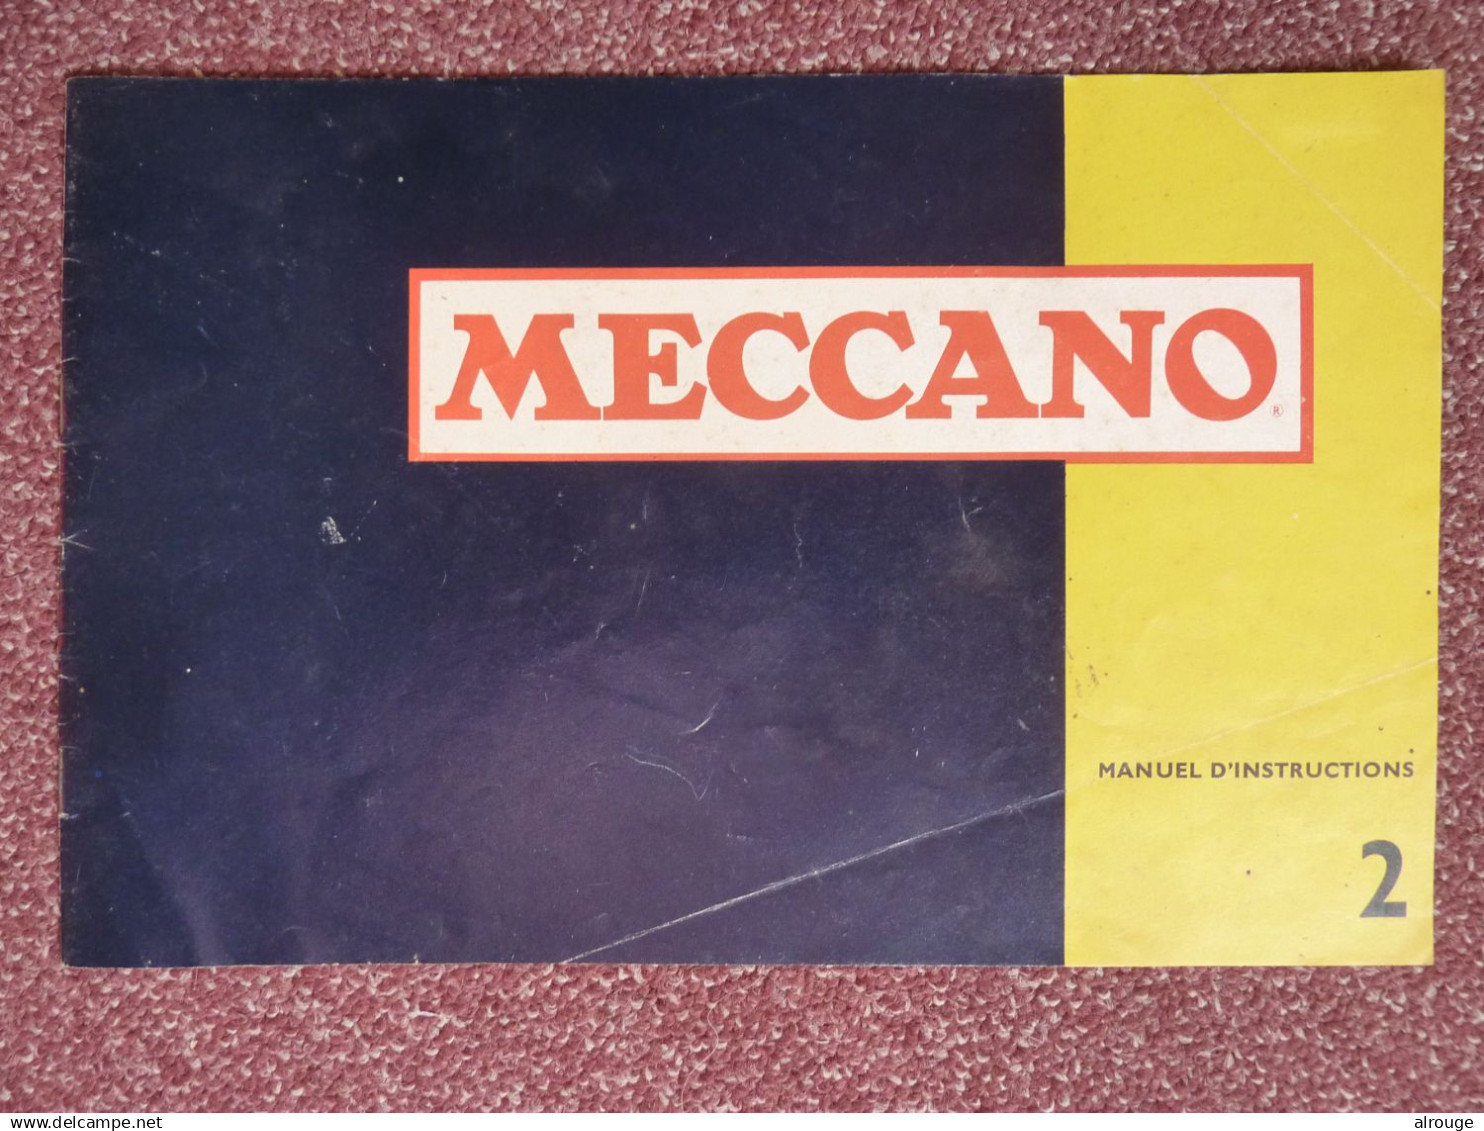 MECCANO®
MANUEL D'INSTRUCTIONS
2
www.delcampe.net
alrouge